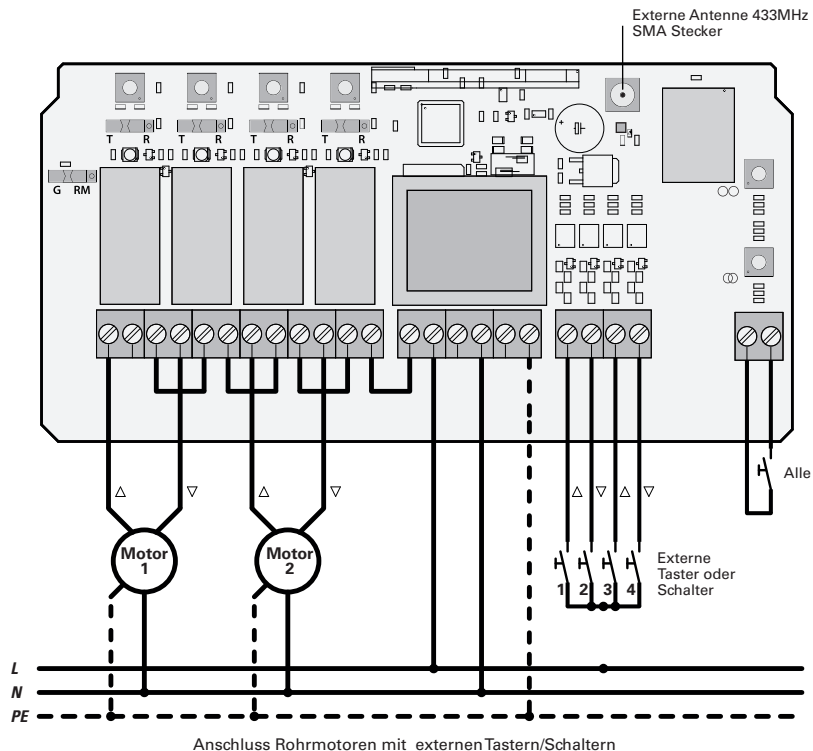 Externe Antenne 433MHz
SMA Stecker
T R T R T R T R
G RM
Alle
Motor
1
Motor
2
1 2 3 4
Externe
Taster oder
Schalter
L
N
PE
Anschluss Rohrmotoren mit externen Tastern/Schaltern